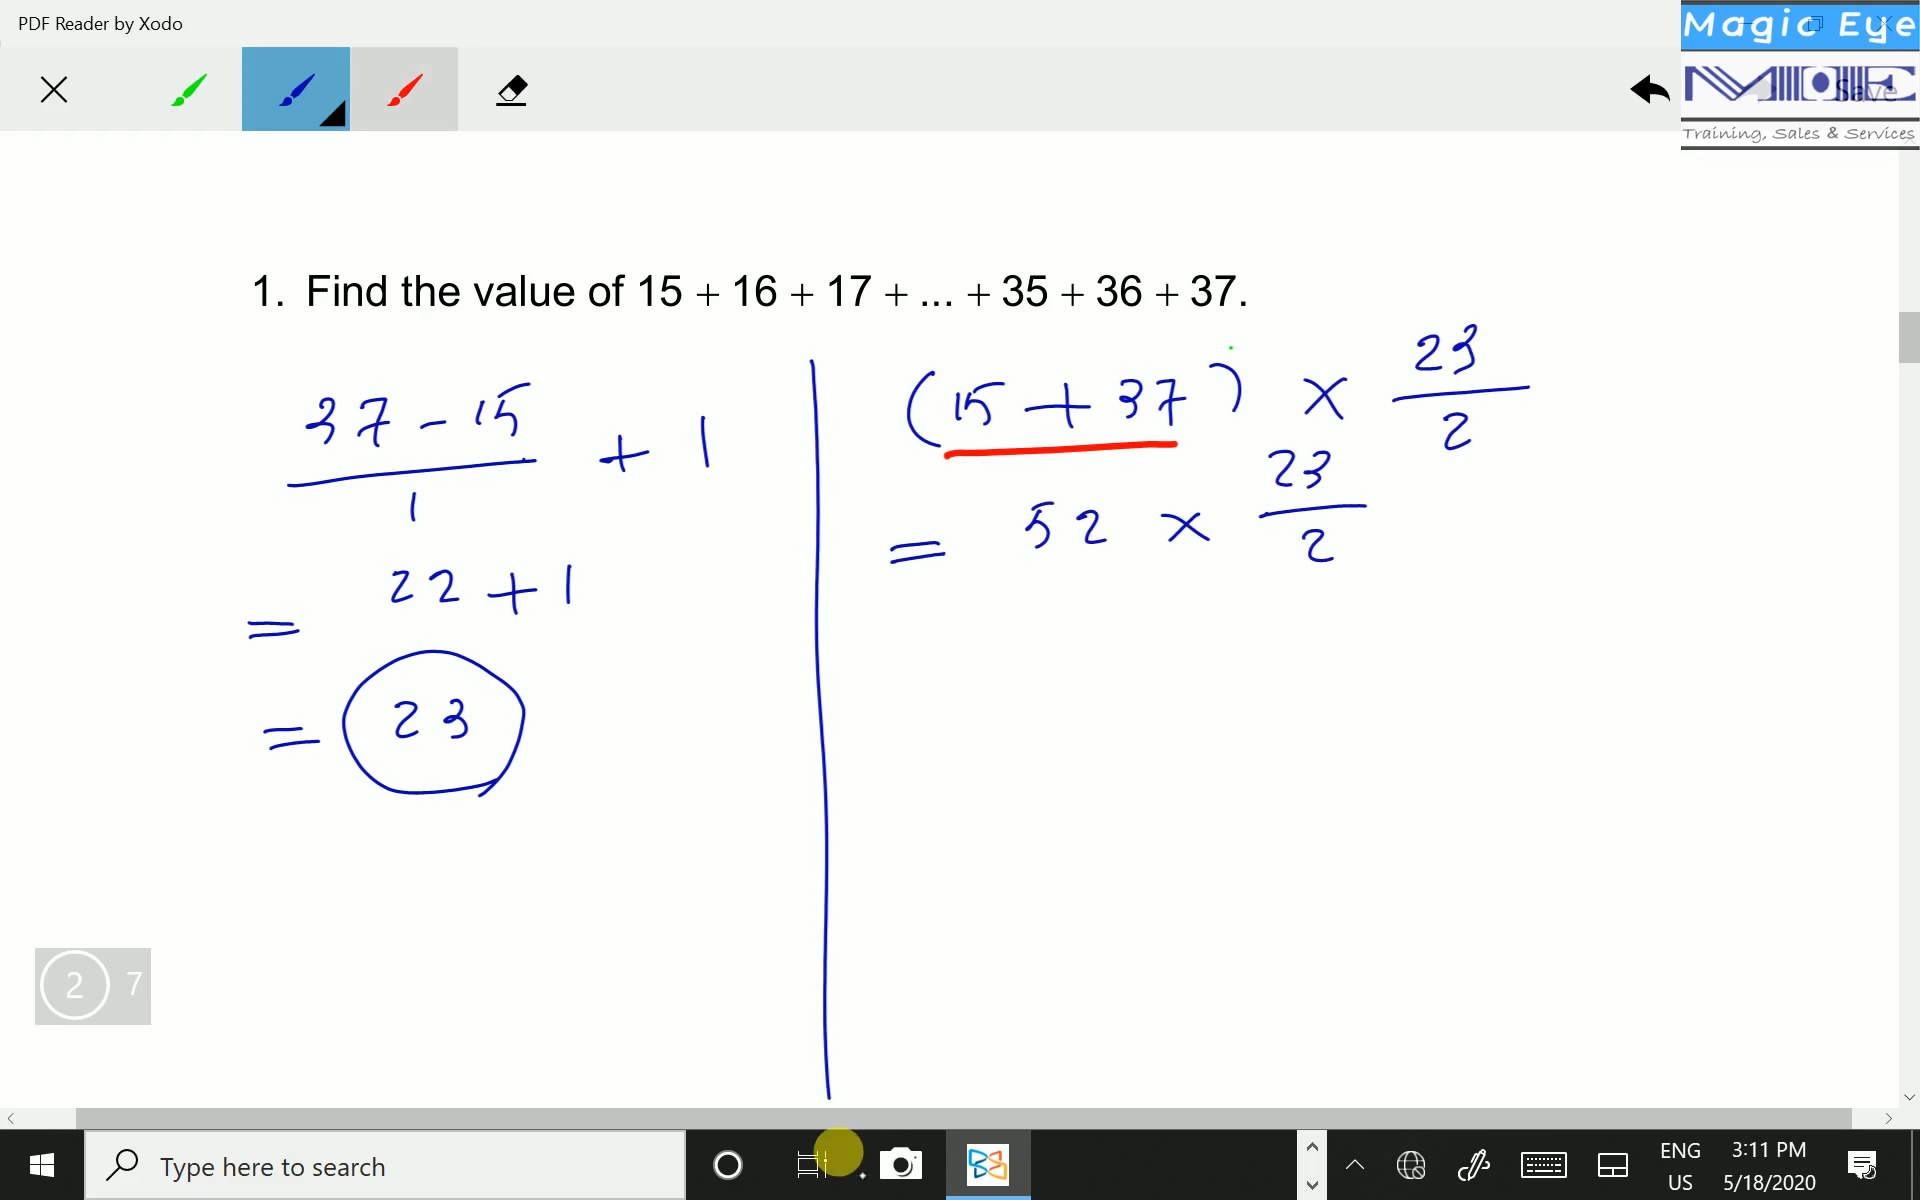 PDF Reader by Xodo
Magic Eye
Save
Training, Sales & Services
1. Find the value of 15 + 16 + 17 + ... + 35 + 36 + 37.
37 - 15
1
+ 1
= 22 + 1
= 23
(15 + 37) × 23
2
= 52 × 23
2
2 7
Type here to search
ENG
US
3:11 PM
5/18/2020